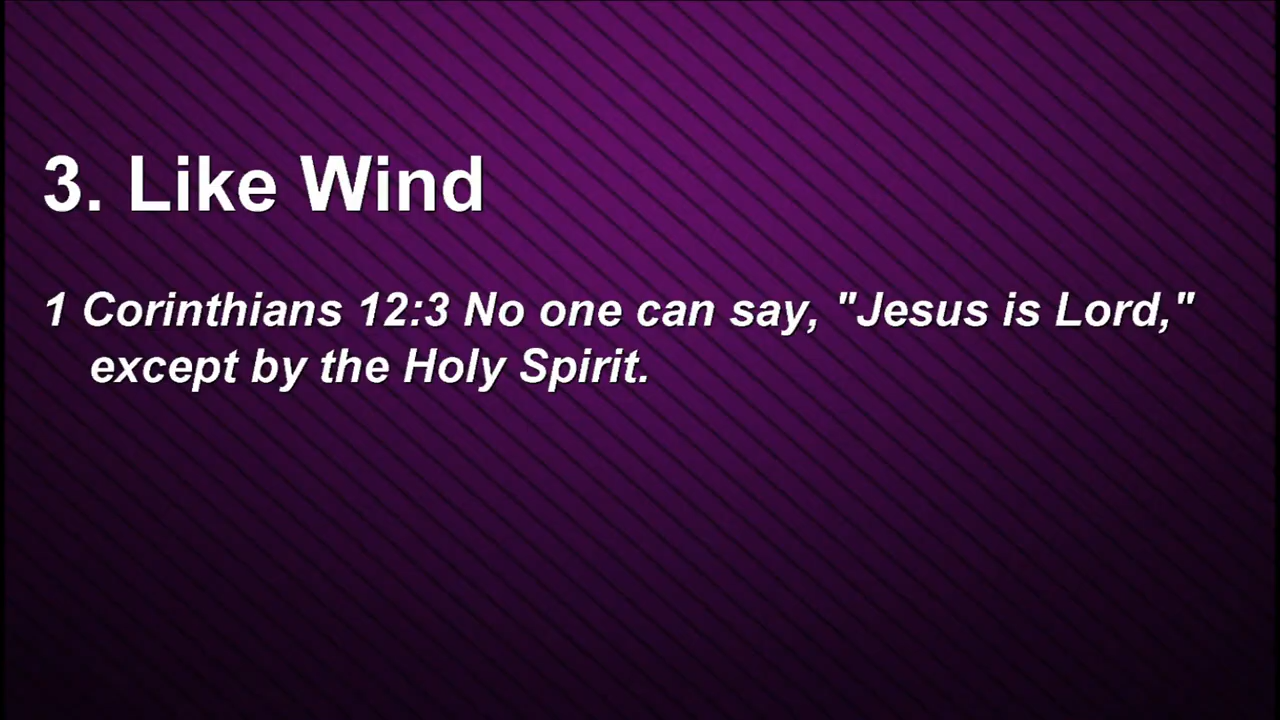 3. Like Wind
1 Corinthians 12:3 No one can say, "Jesus is Lord,"
except by the Holy Spirit.